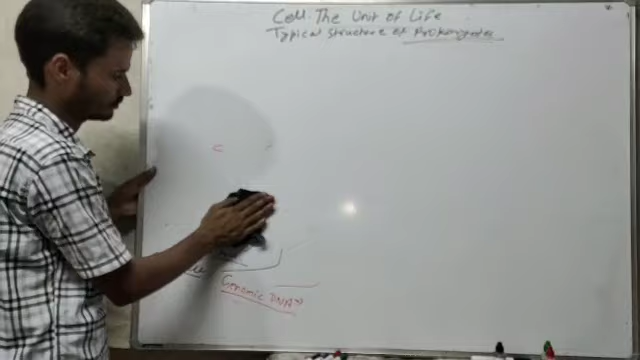 Cell: The Unit of Life
Typical structure of Prokaryotes
c
Genomic DNA